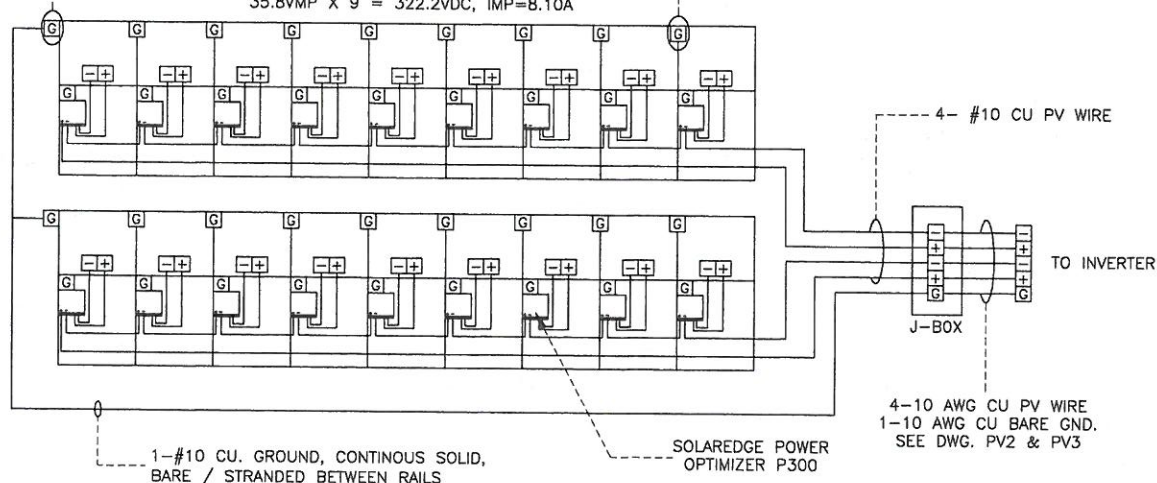 35.8VMP X 9 = 322.2VDC, IMP=8.10A
G G G G G G G G G
- + - + - + - + - + - + - + - + - +
G G G G G G G G G
4- #10 CU PV WIRE
G G G G G G G G G
- + - + - + - + - + - + - + - + - +
G G G G G G G G G
- -
+ +
- -
+ +
G G
TO INVERTER
J-BOX
4-10 AWG CU PV WIRE
1-10 AWG CU BARE GND.
SEE DWG. PV2 & PV3
1-#10 CU. GROUND, CONTINOUS SOLID,
BARE / STRANDED BETWEEN RAILS
SOLAREDGE POWER
OPTIMIZER P300